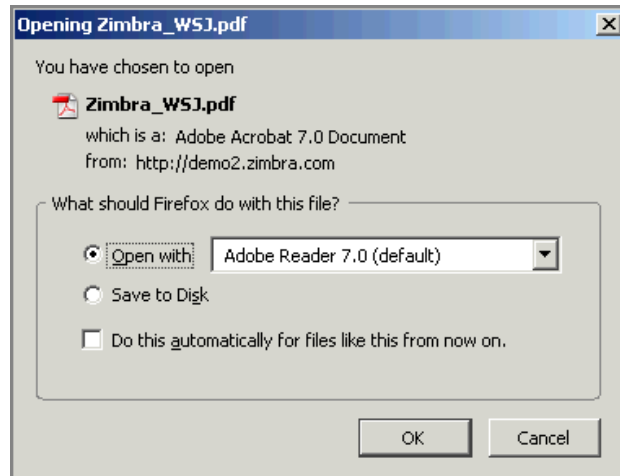 Opening Zimbra_WSJ.pdf
You have chosen to open
Zimbra_WSJ.pdf
which is a: Adobe Acrobat 7.0 Document
from: http://demo2.zimbra.com
What should Firefox do with this file?
Open with Adobe Reader 7.0 (default)
Save to Disk
Do this automatically for files like this from now on.
OK Cancel